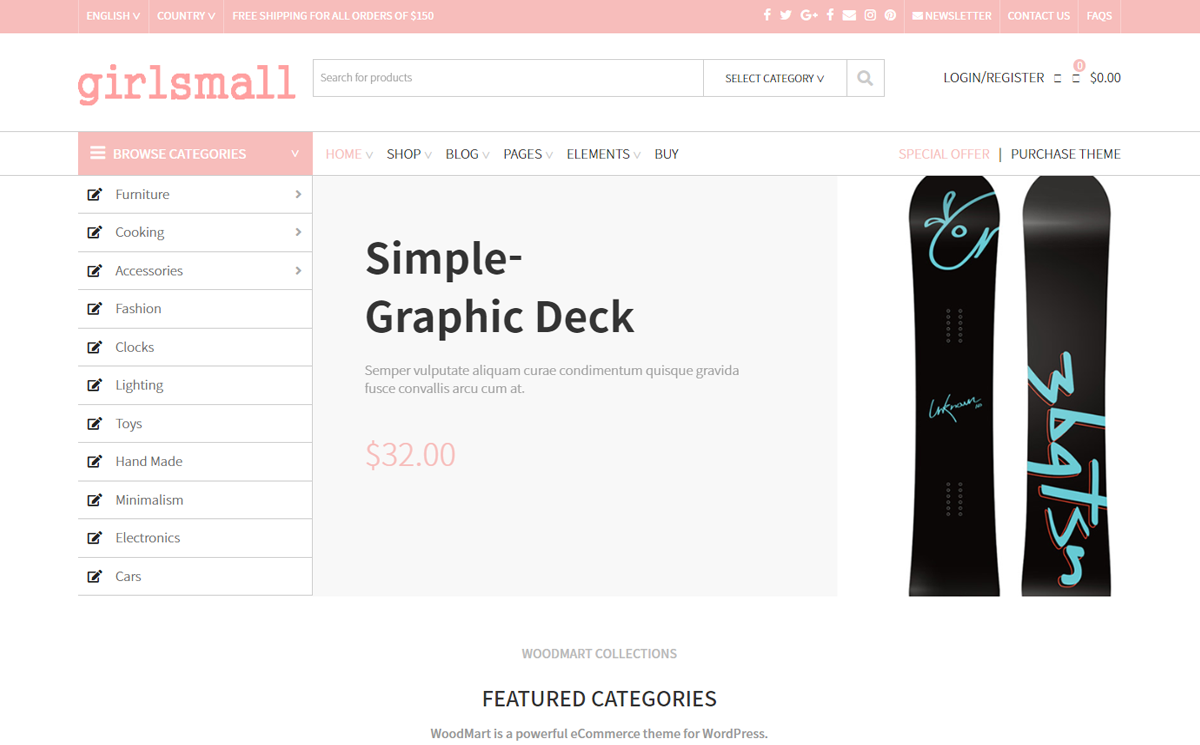 ENGLISH COUNTRY FREE SHIPPING FOR ALL ORDERS OF $150 NEWSLETTER CONTACT US FAQS
girlsmall Search for products SELECT CATEGORY LOGIN/REGISTER 0 $0.00
BROWSE CATEGORIES HOME SHOP BLOG PAGES ELEMENTS BUY SPECIAL OFFER | PURCHASE THEME
Furniture
Cooking
Accessories
Fashion
Clocks
Lighting
Toys
Hand Made
Minimalism
Electronics
Cars
Simple-
Graphic Deck
Semper vulputate aliquam curae condimentum quisque gravida
fusce convallis arcu cum at.
$32.00
WOODMART COLLECTIONS
FEATURED CATEGORIES
WoodMart is a powerful eCommerce theme for WordPress.